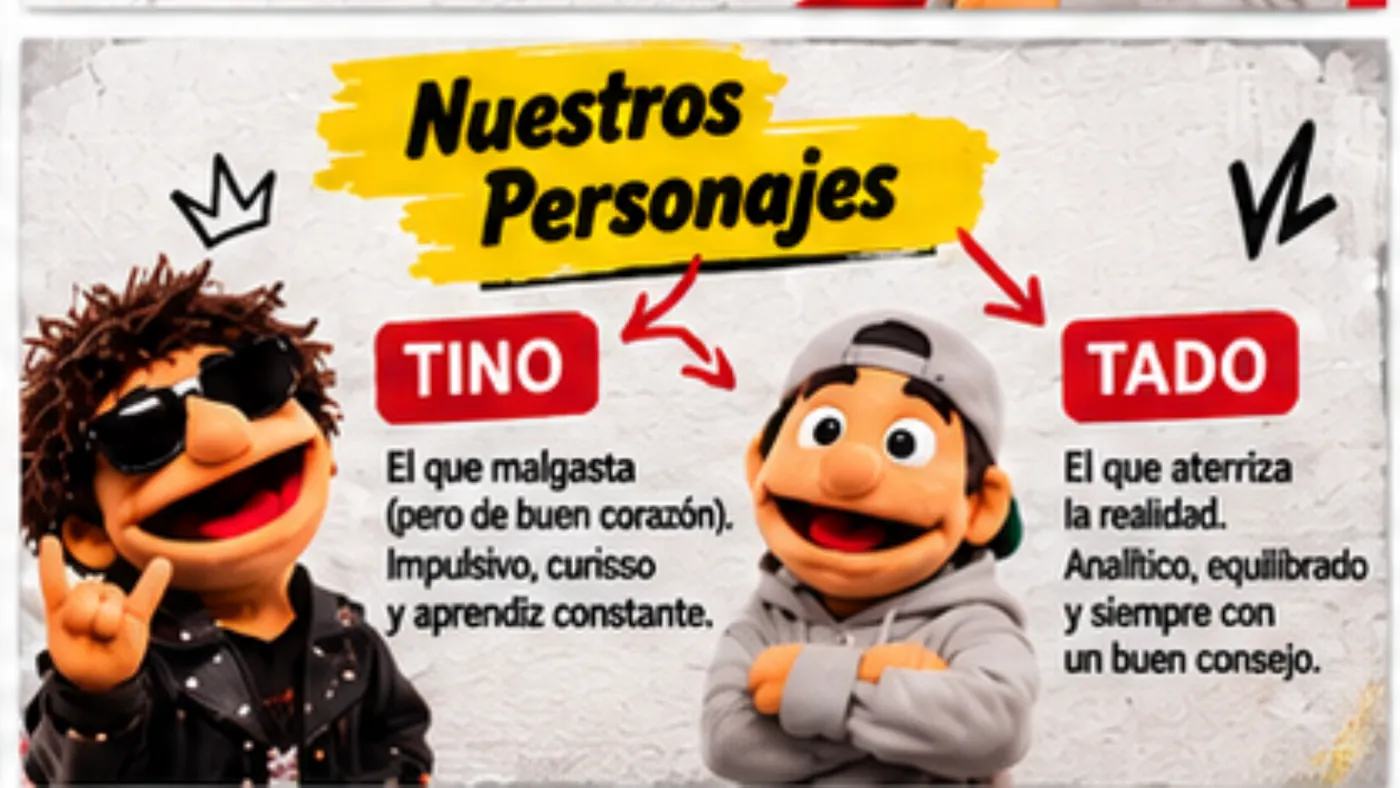 Nuestros
Personajes
TINO
El que malgasta
(pero de buen corazón).
Impulsivo, curisso
y aprendiz constante.
TADO
El que aterriza
la realidad.
Analítico, equilibrado
y siempre con
un buen consejo.